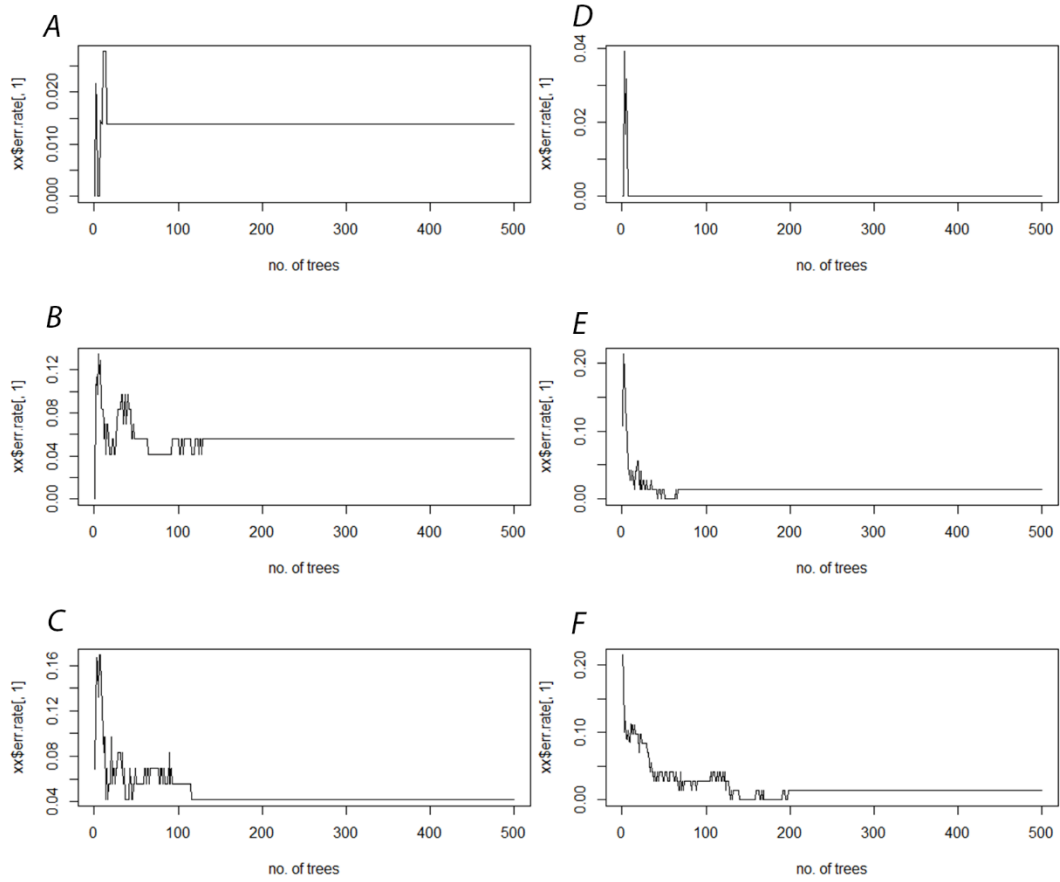 A
xx$err.rate[, 1]
0.000 0.010 0.020
0 100 200 300 400 500
no. of trees
D
xx$err.rate[, 1]
0.00 0.02 0.04
0 100 200 300 400 500
no. of trees
B
xx$err.rate[, 1]
0.00 0.04 0.08 0.12
0 100 200 300 400 500
no. of trees
E
xx$err.rate[, 1]
0.00 0.10 0.20
0 100 200 300 400 500
no. of trees
C
xx$err.rate[, 1]
0.04 0.08 0.12 0.16
0 100 200 300 400 500
no. of trees
F
xx$err.rate[, 1]
0.00 0.10 0.20
0 100 200 300 400 500
no. of trees